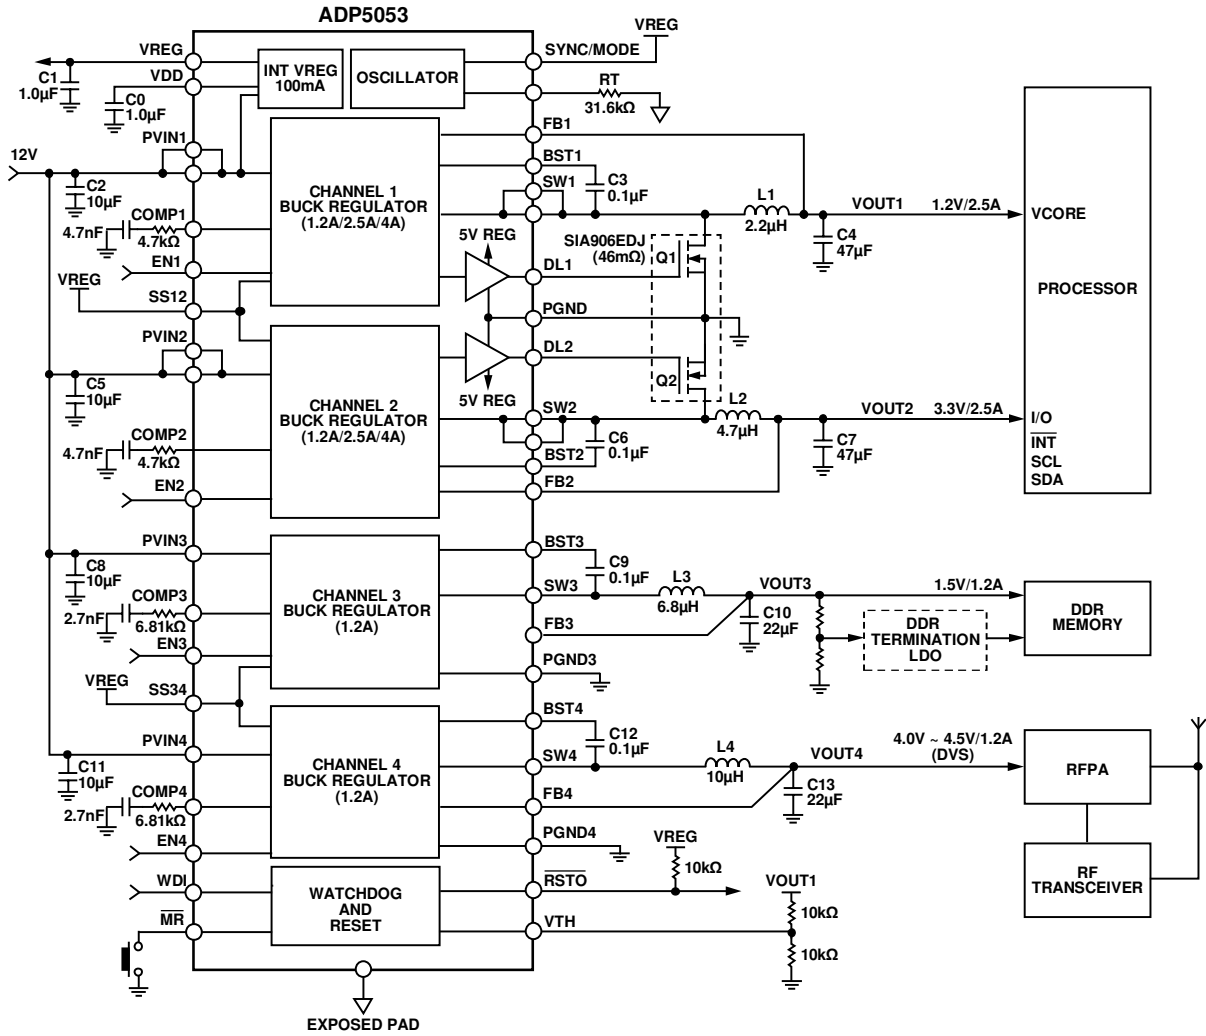 ADP5053
VREG
C1
1.0µF
VDD
C0
1.0µF
INT VREG
100mA
OSCILLATOR
SYNC/MODE
VREG
RT
31.6kΩ
12V
PVIN1
C2
10µF
COMP1
4.7nF
4.7kΩ
EN1
VREG
SS12
CHANNEL 1
BUCK REGULATOR
(1.2A/2.5A/4A)
5V REG
FB1
BST1
C3
0.1µF
SW1
L1
2.2µH
VOUT1
1.2V/2.5A
C4
47µF
SIA906EDJ
(46mΩ)
Q1
DL1
PGND
DL2
Q2
5V REG
PVIN2
C5
10µF
COMP2
4.7nF
4.7kΩ
EN2
CHANNEL 2
BUCK REGULATOR
(1.2A/2.5A/4A)
SW2
C6
0.1µF
BST2
FB2
L2
4.7µH
VOUT2
3.3V/2.5A
C7
47µF
VCORE
PROCESSOR
I/O
INT
SCL
SDA
PVIN3
C8
10µF
COMP3
2.7nF
6.81kΩ
EN3
VREG
SS34
CHANNEL 3
BUCK REGULATOR
(1.2A)
BST3
C9
0.1µF
SW3
L3
6.8µH
VOUT3
1.5V/1.2A
C10
22µF
FB3
PGND3
DDR
TERMINATION
LDO
DDR
MEMORY
PVIN4
C11
10µF
COMP4
2.7nF
6.81kΩ
EN4
CHANNEL 4
BUCK REGULATOR
(1.2A)
BST4
C12
0.1µF
SW4
L4
10µH
VOUT4
4.0V ~ 4.5V/1.2A
(DVS)
C13
22µF
FB4
PGND4
RFPA
RF
TRANSCEIVER
WDI
MR
WATCHDOG
AND
RESET
RSTO
VREG
10kΩ
VTH
VOUT1
10kΩ
10kΩ
EXPOSED PAD